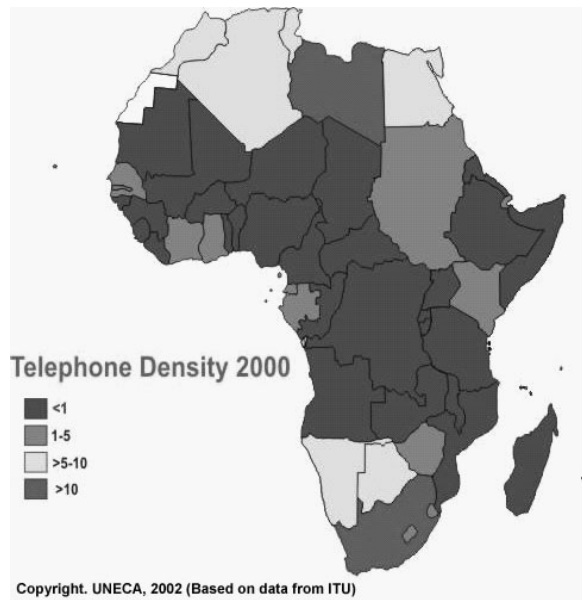 Telephone Density 2000
<1
1-5
>5-10
>10
Copyright. UNECA, 2002 (Based on data from ITU)